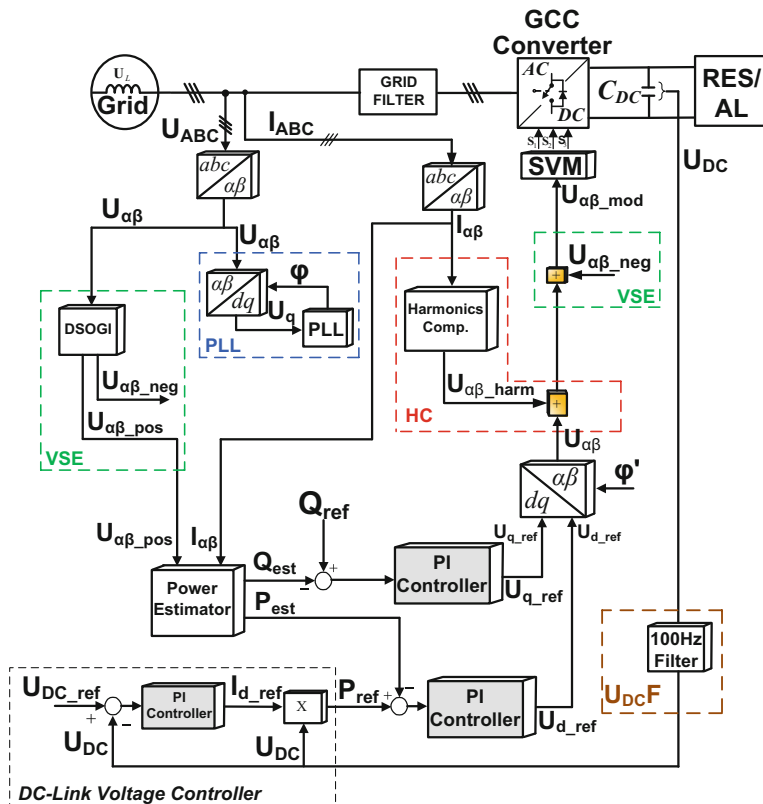 GCC
Converter
U_L
Grid
GRID
FILTER
AC
DC
C_DC
RES/
AL
U_ABC
I_ABC
S_1 S_2 S_3
SVM
U_DC
abc
αβ
abc
αβ
U_αβ_mod
U_αβ
U_αβ
I_αβ
U_αβ_neg
VSE
αβ
dq
φ
U_q
PLL
PLL
DSOGI
Harmonics
Comp.
U_αβ_neg
U_αβ_pos
VSE
U_αβ_harm
HC
+
+
U_αβ
αβ
dq
φ'
Q_ref
U_αβ_pos
I_αβ
U_q_ref
U_d_ref
Power
Estimator
Q_est
+
−
PI
Controller
U_q_ref
P_est
100Hz
Filter
U_DCF
U_DC_ref
+
−
PI
Controller
I_d_ref
X
P_ref
+
−
PI
Controller
U_d_ref
U_DC
U_DC
DC-Link Voltage Controller